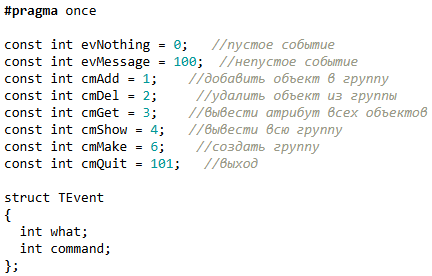 #pragma once

const int evNothing = 0;   //пустое событие
const int evMessage = 100;  //непустое событие
const int cmAdd = 1;    //добавить объект в группу
const int cmDel = 2;     //удалить объект из группы
const int cmGet = 3;    //вывести атрибут всех объектов
const int cmShow = 4;   //вывести всю группу
const int cmMake = 6;    //создать группу
const int cmQuit = 101;   //выход

struct TEvent
{
  int what;
  int command;
};